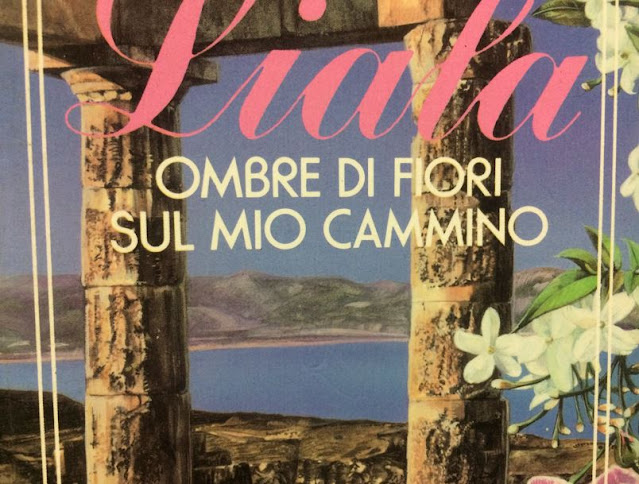 Liala
OMBRE DI FIORI
SUL MIO CAMMINO